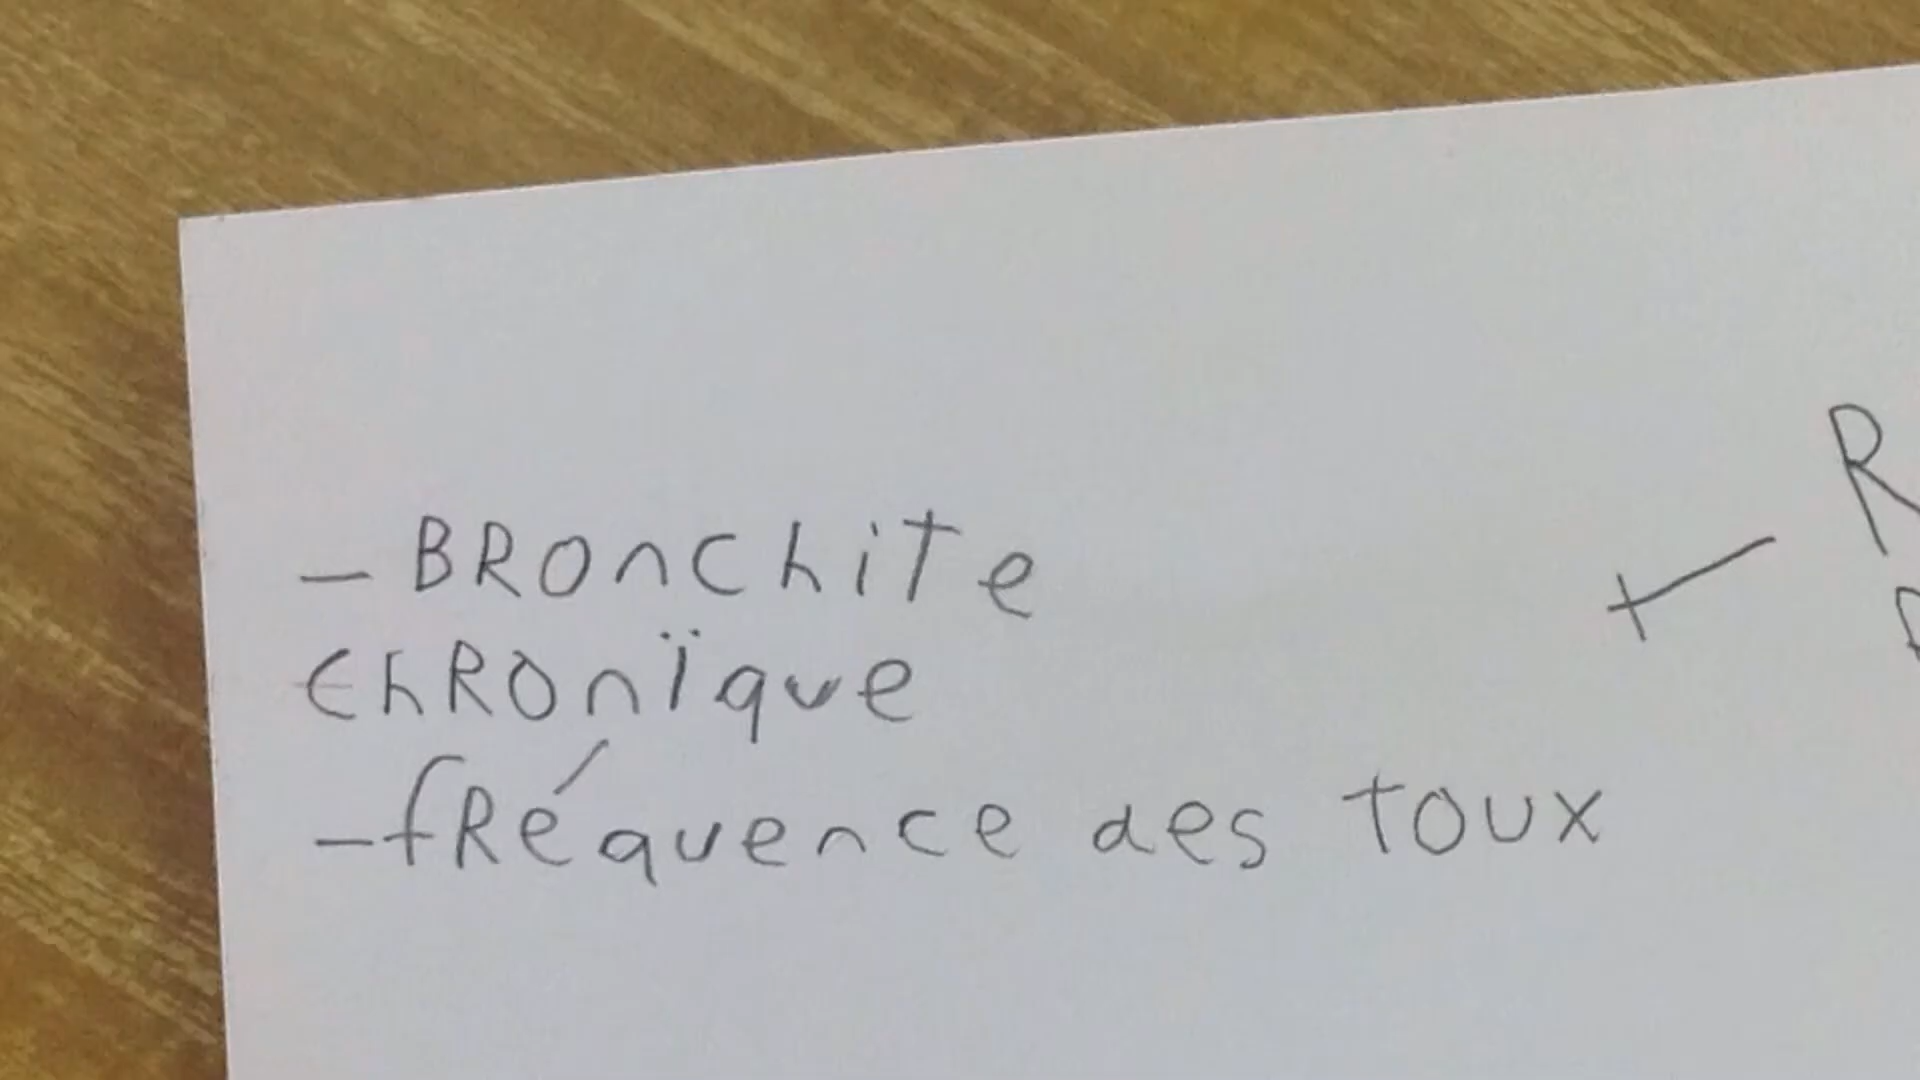 - BRONChiTe
ChRONïque
- fRéquence des Toux
+ R